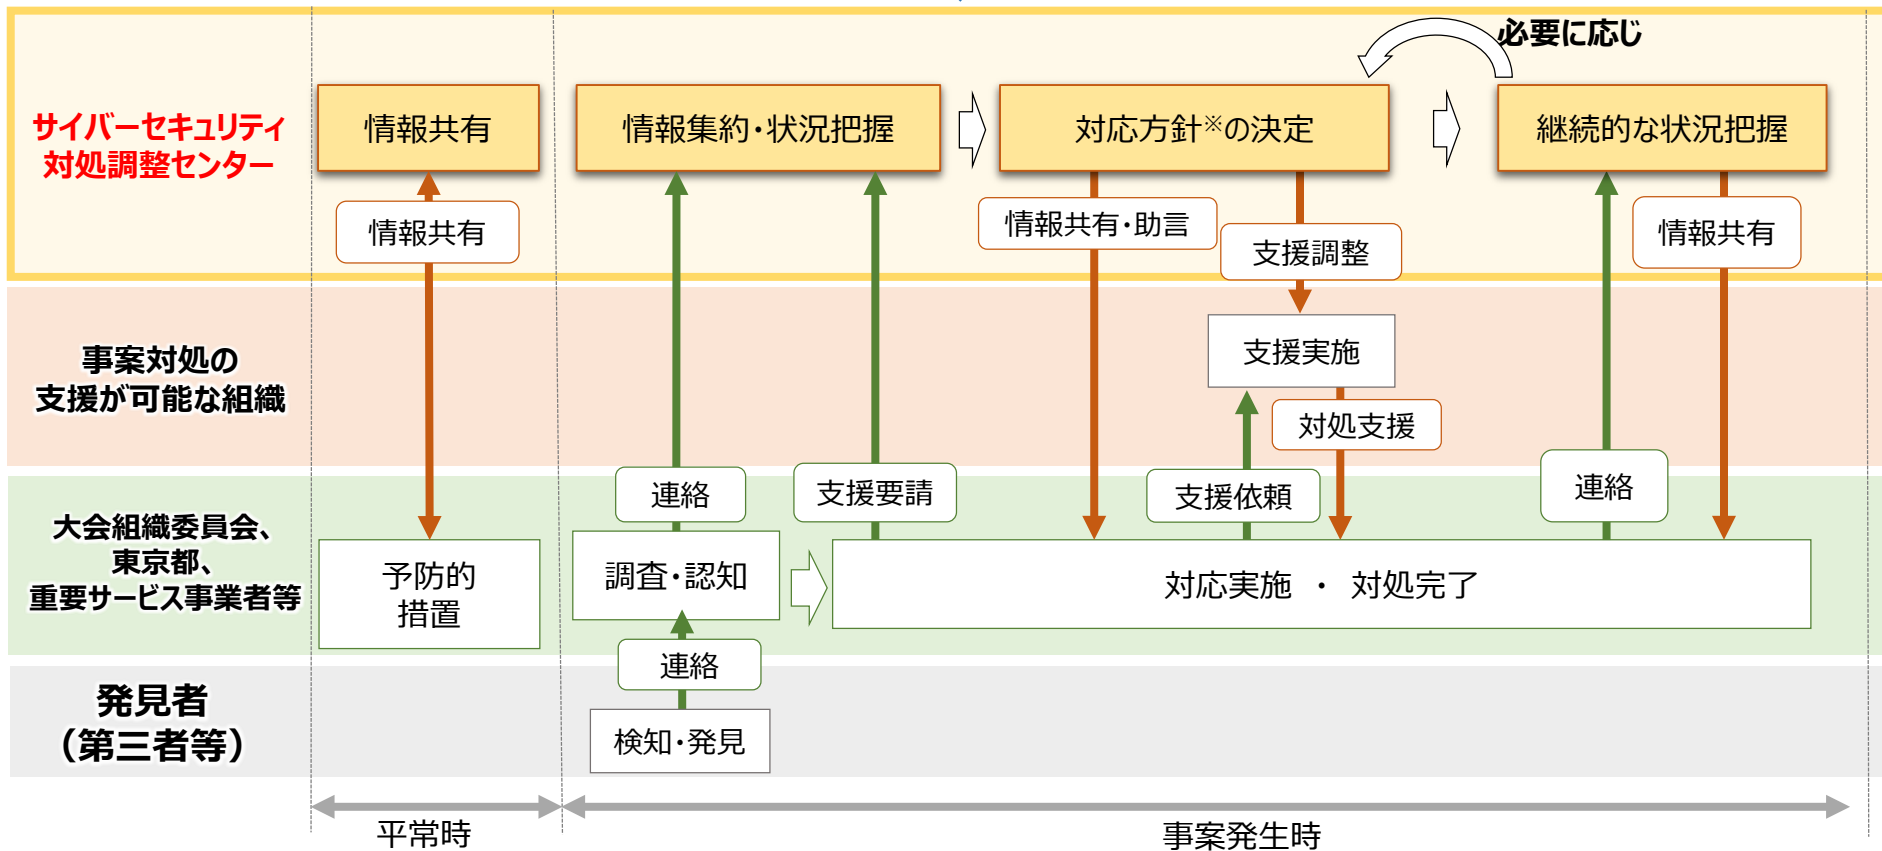 必要に応じ
サイバーセキュリティ
対処調整センター
情報共有
情報集約・状況把握
対応方針※の決定
継続的な状況把握
情報共有
情報共有・助言
支援調整
情報共有
事案対処の
支援が可能な組織
支援実施
対処支援
連絡
支援要請
支援依頼
連絡
大会組織委員会、
東京都、
重要サービス事業者等
予防的
措置
調査・認知
対応実施 ・ 対処完了
発見者
（第三者等）
連絡
検知・発見
平常時
事案発生時